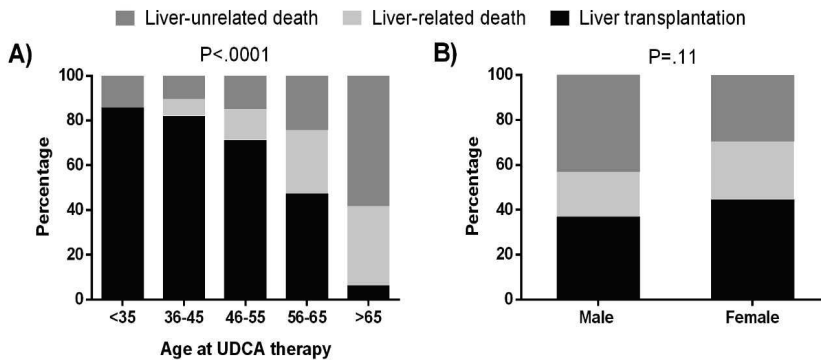 Liver-unrelated death Liver-related death Liver transplantation
A) P<.0001
100
80
60
40
20
0
Percentage
<35 36-45 46-55 56-65 >65
Age at UDCA therapy
B) P=.11
100
80
60
40
20
0
Percentage
Male Female